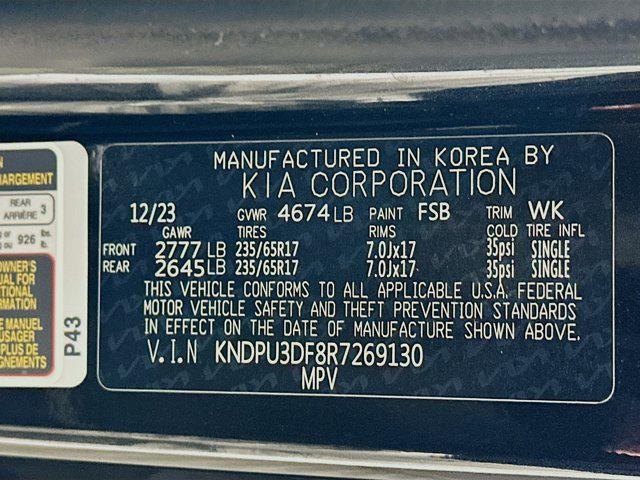 MANUFACTURED IN KOREA BY
KIA CORPORATION
12/23 GVWR 4674 LB PAINT FSB TRIM WK
GAWR TIRES RIMS COLD TIRE INFL
FRONT 2777 LB 235/65R17 7.0Jx17 35psi SINGLE
REAR 2645 LB 235/65R17 7.0Jx17 35psi SINGLE
THIS VEHICLE CONFORMS TO ALL APPLICABLE U.S.A. FEDERAL
MOTOR VEHICLE SAFETY AND THEFT PREVENTION STANDARDS
IN EFFECT ON THE DATE OF MANUFACTURE SHOWN ABOVE.
V.I.N KNDPU3DF8R7269130
MPV
REAR
ARRIÈRE 3
ou 926 lbs.
OWNER'S
P43